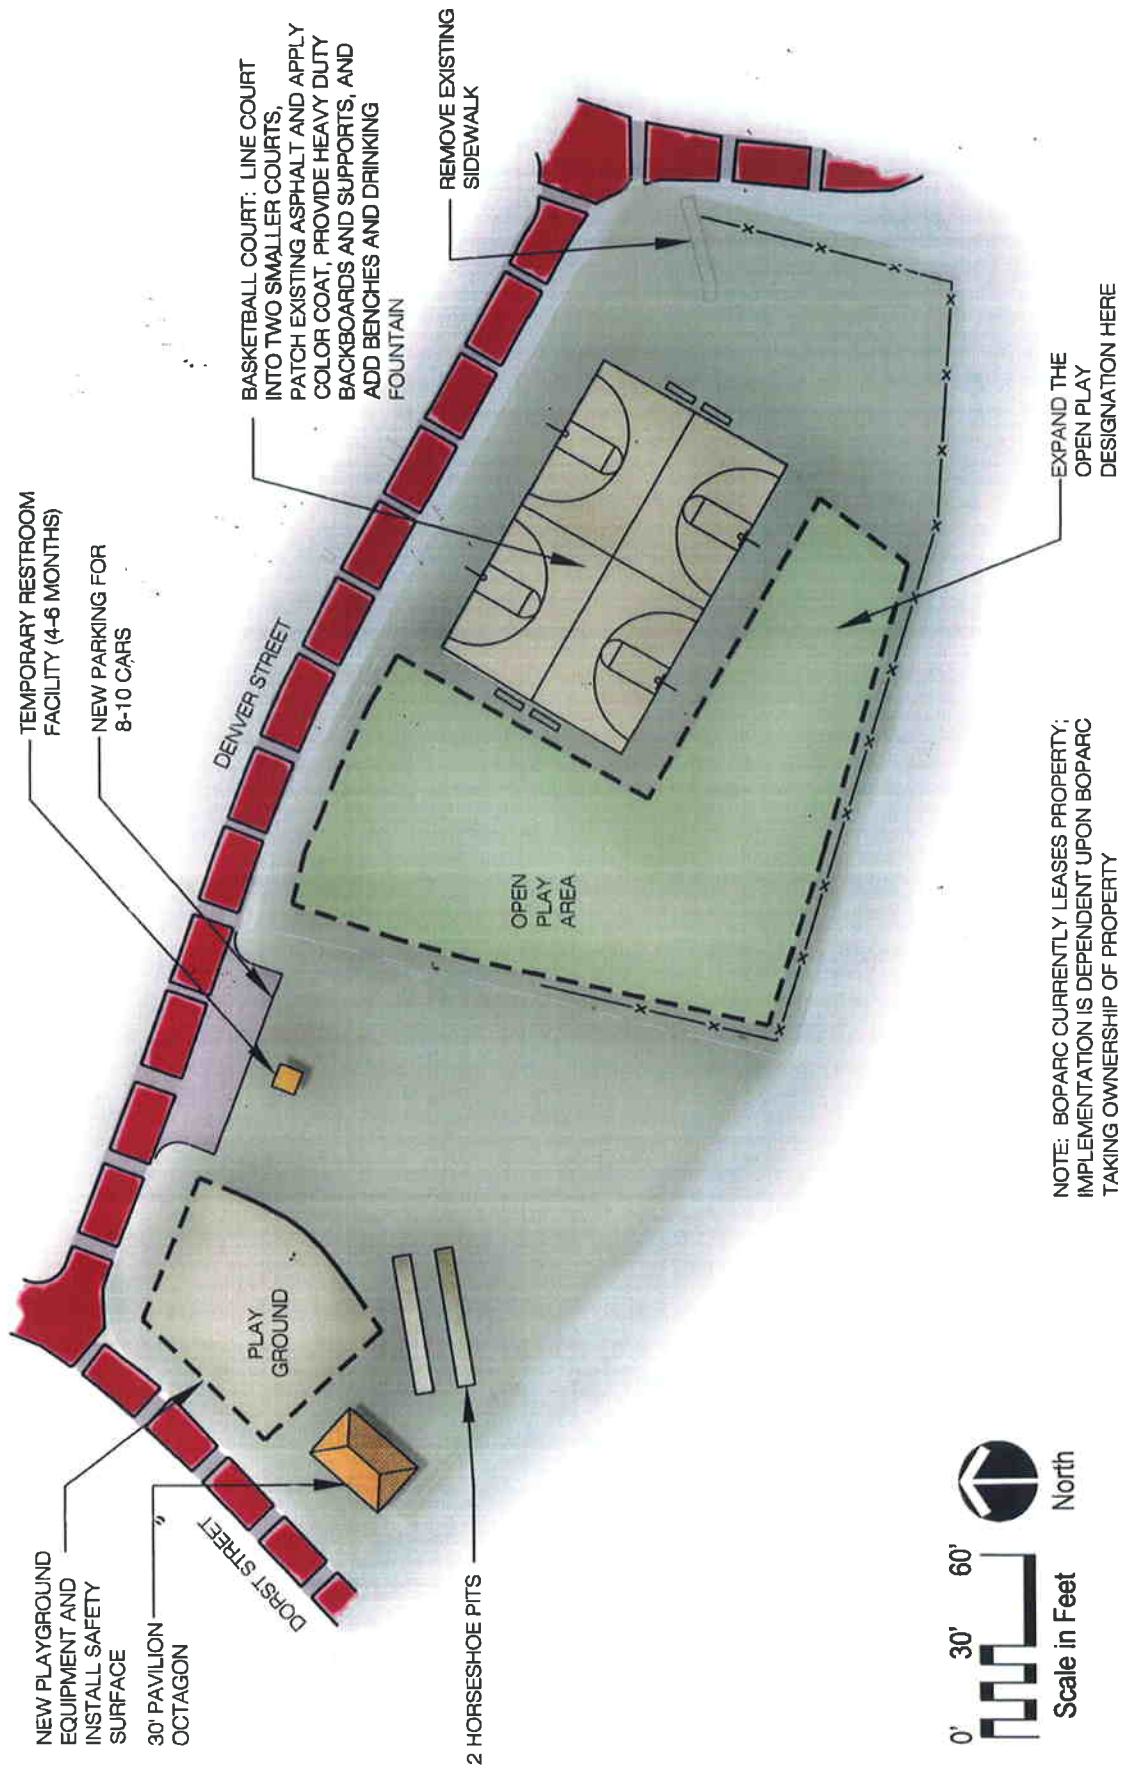 NEW PLAYGROUND
EQUIPMENT AND
INSTALL SAFETY
SURFACE
30' PAVILION
OCTAGON
2 HORSESHOE PITS
DORST STREET
PLAY
GROUND
TEMPORARY RESTROOM
FACILITY (4-6 MONTHS)
NEW PARKING FOR
8-10 CARS
DENVER STREET
OPEN
PLAY
AREA
BASKETBALL COURT: LINE COURT
INTO TWO SMALLER COURTS,
PATCH EXISTING ASPHALT AND APPLY
COLOR COAT, PROVIDE HEAVY DUTY
BACKBOARDS AND SUPPORTS, AND
ADD BENCHES AND DRINKING
FOUNTAIN
REMOVE EXISTING
SIDEWALK
EXPAND THE
OPEN PLAY
DESIGNATION HERE
NOTE: BOPARC CURRENTLY LEASES PROPERTY;
IMPLEMENTATION IS DEPENDENT UPON BOPARC
TAKING OWNERSHIP OF PROPERTY
0' 30' 60'
Scale in Feet
North